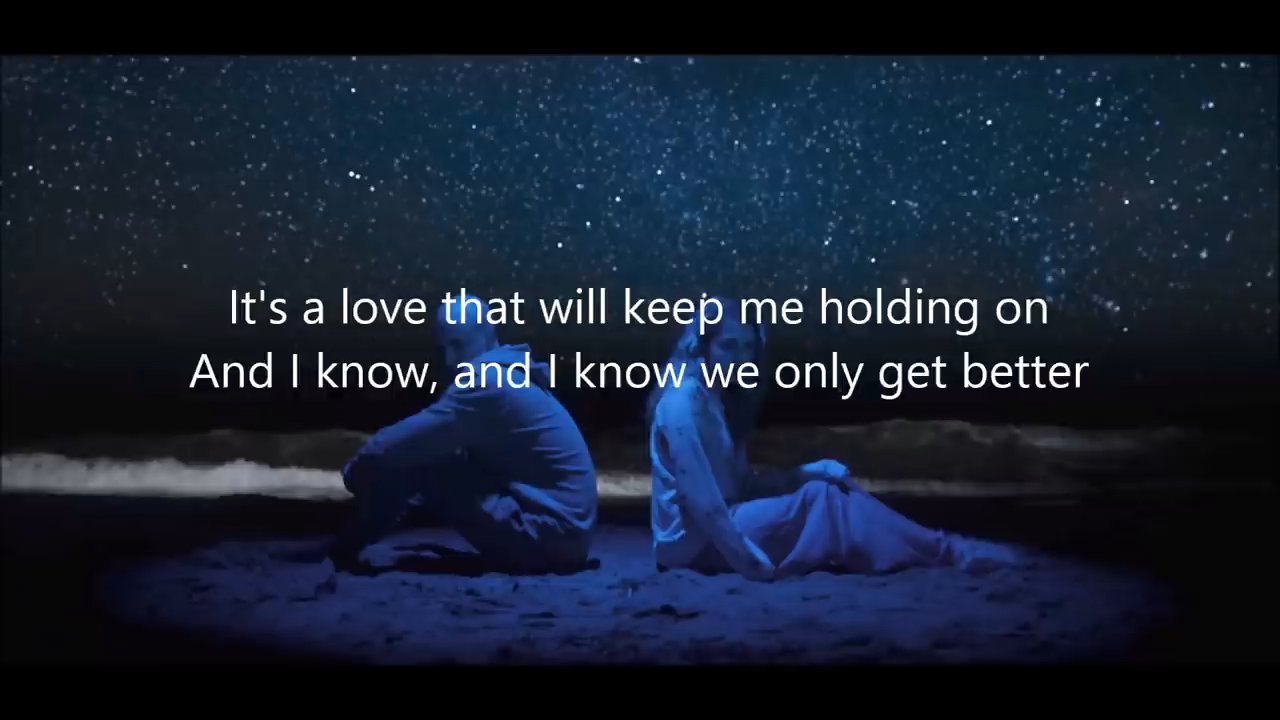 It's a love that will keep me holding on
And I know, and I know we only get better